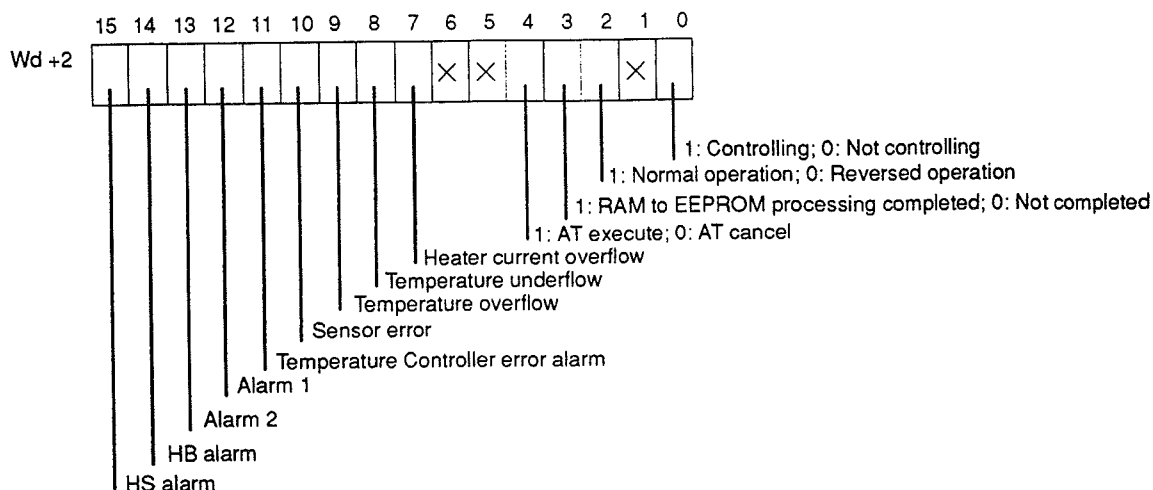 15 14 13 12 11 10 9 8 7 6 5 4 3 2 1 0
Wd +2
1: Controlling; 0: Not controlling
1: Normal operation; 0: Reversed operation
1: RAM to EEPROM processing completed; 0: Not completed
1: AT execute; 0: AT cancel
Heater current overflow
Temperature underflow
Temperature overflow
Sensor error
Temperature Controller error alarm
Alarm 1
Alarm 2
HB alarm
HS alarm